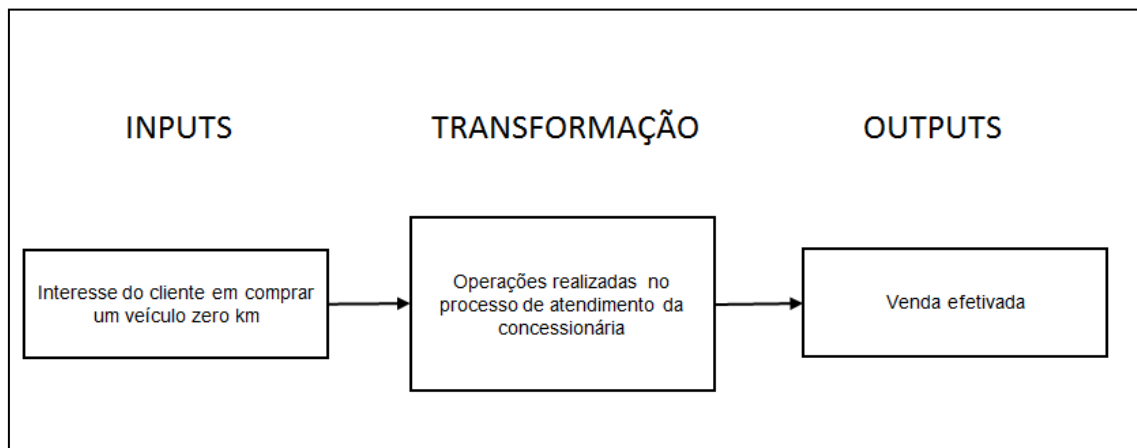 INPUTS
TRANSFORMAÇÃO
OUTPUTS
Interesse do cliente em comprar
um veículo zero km
Operações realizadas no
processo de atendimento da
concessionária
Venda efetivada